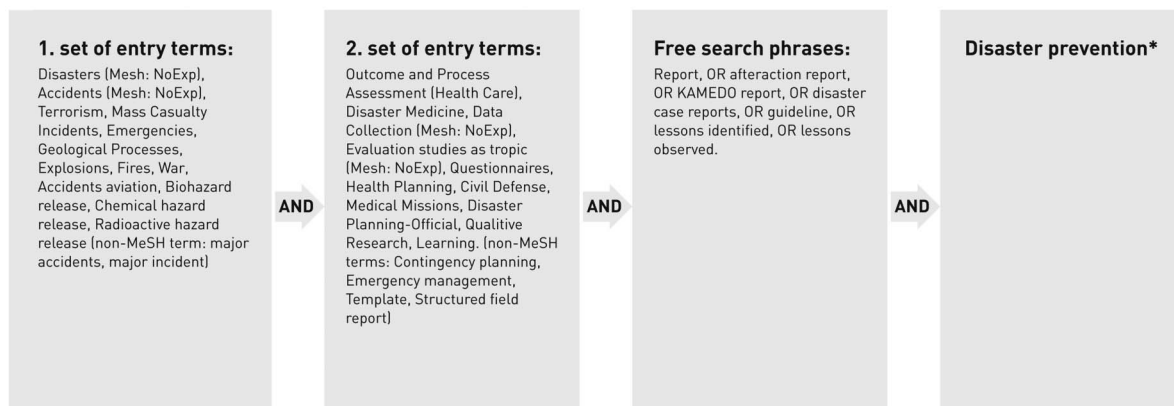 1. set of entry terms:
Disasters (Mesh: NoExp),
Accidents (Mesh: NoExp),
Terrorism, Mass Casualty
Incidents, Emergencies,
Geological Processes,
Explosions, Fires, War,
Accidents aviation, Biohazard
release, Chemical hazard
release, Radioactive hazard
release (non-MeSH term: major
accidents, major incident)
AND
2. set of entry terms:
Outcome and Process
Assessment (Health Care),
Disaster Medicine, Data
Collection (Mesh: NoExp),
Evaluation studies as tropic
(Mesh: NoExp), Questionnaires,
Health Planning, Civil Defense,
Medical Missions, Disaster
Planning-Official, Qualitive
Research, Learning. (non-MeSH
terms: Contingency planning,
Emergency management,
Template, Structured field
report)
AND
Free search phrases:
Report, OR afteraction report,
OR KAMEDO report, OR disaster
case reports, OR guideline, OR
lessons identified, OR lessons
observed.
AND
Disaster prevention*